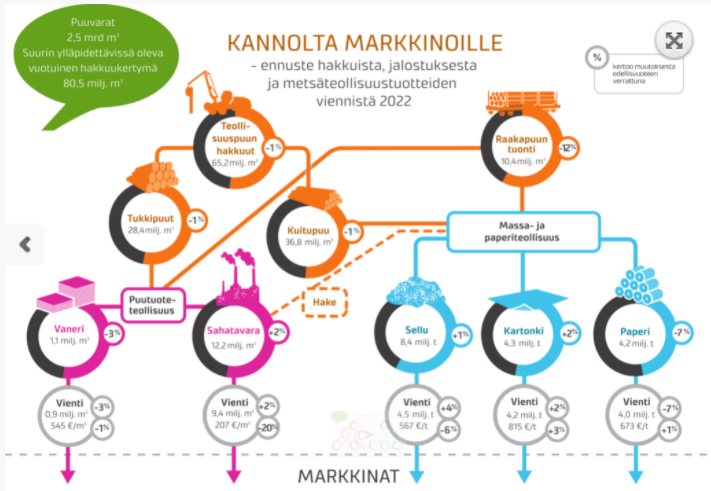 Puuvarat
2,5 mrd m³
Suurin ylläpidettävissä oleva
vuotuinen hakkuukertymä
80,5 milj. m³
KANNOLTA MARKKINOILLE
- ennuste hakkuista, jalostuksesta
ja metsäteollisuustuotteiden
viennistä 2022
%
kertoo muutoksesta
edellisvuoteen
verrattuna
Teolli-
suuspuun
hakkuut
65,2 milj. m³
-1%
Raakapuun
tuonti
10,4 milj. m³
-12%
Tukkipuut
28,4 milj. m³
-1%
Kuitupuu
36,8 milj. m³
-1%
Massa- ja
paperiteollisuus
Puutuote-
teollisuus
Hake
Vaneri
1,1 milj. m³
-3%
Sahatavara
12,2 milj. m³
+2%
Sellu
8,4 milj. t
+1%
Kartonki
4,3 milj. t
+2%
Paperi
4,2 milj. t
-7%
Vienti
0,9 milj. m³
545 €/m³
-3%
-1%
Vienti
9,4 milj. m³
207 €/m³
+2%
-20%
Vienti
4,5 milj. t
567 €/t
+4%
-6%
Vienti
4,2 milj. t
815 €/t
+2%
+3%
Vienti
4,0 milj. t
673 €/t
-7%
+1%
MARKKINAT